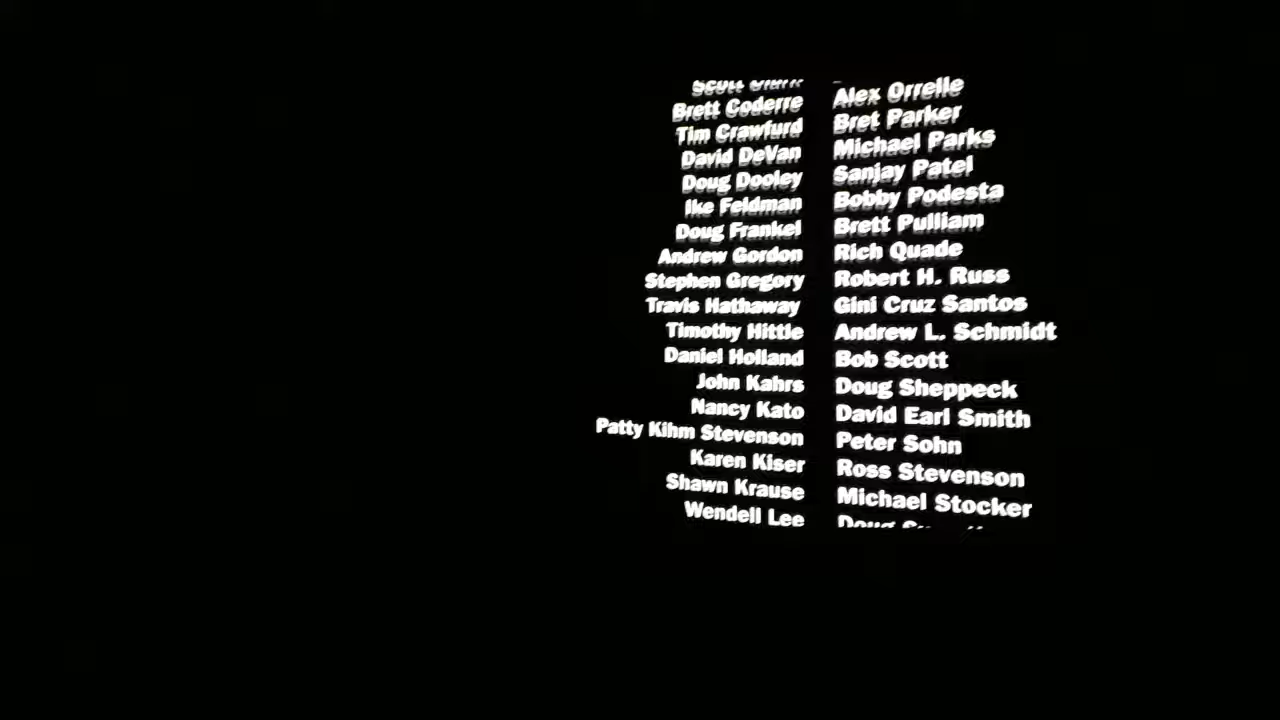 Brett Coderre
Tim Crawfurd
David DeVan
Doug Dooley
Ike Feldman
Doug Frankel
Andrew Gordon
Stephen Gregory
Travis Hathaway
Timothy Hittle
Daniel Holland
John Kahrs
Nancy Kato
Patty Kihm Stevenson
Karen Kiser
Shawn Krause
Wendell Lee
Alex Orrelle
Bret Parker
Michael Parks
Sanjay Patel
Bobby Podesta
Brett Pulliam
Rich Quade
Robert H. Russ
Gini Cruz Santos
Andrew L. Schmidt
Bob Scott
Doug Sheppeck
David Earl Smith
Peter Sohn
Ross Stevenson
Michael Stocker
Doug